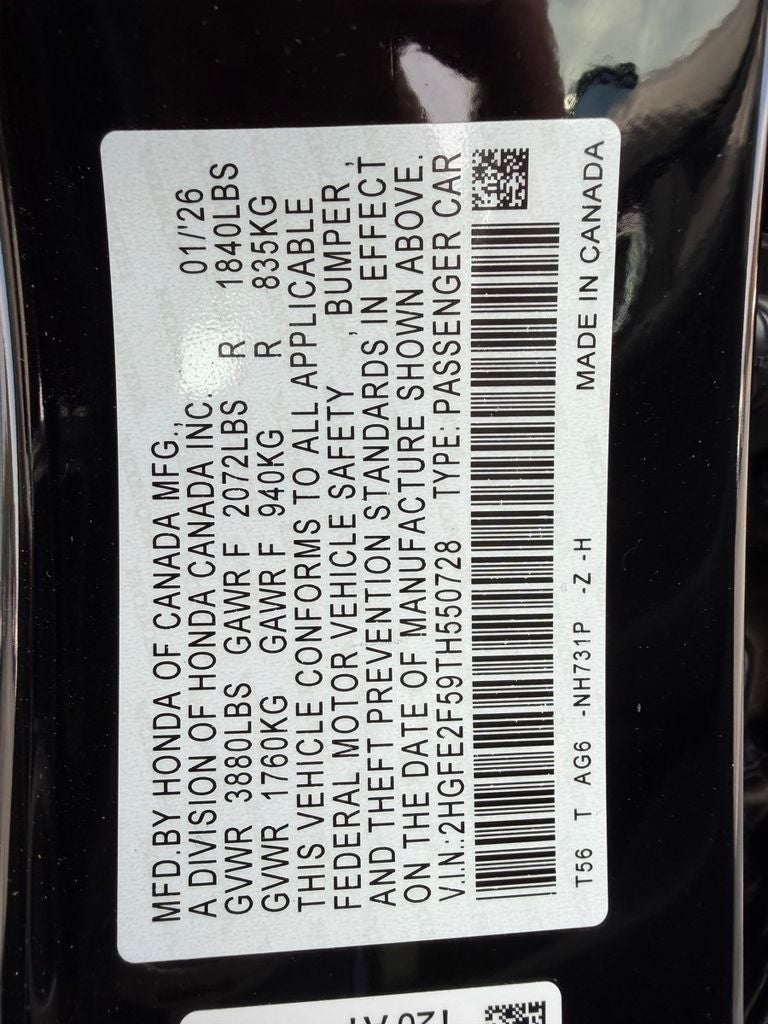 MFD.BY HONDA OF CANADA MFG.,
A DIVISION OF HONDA CANADA INC. 01/'26
GVWR 3880LBS GAWR F 2072LBS R 1840LBS
GVWR 1760KG GAWR F 940KG R 835KG
THIS VEHICLE CONFORMS TO ALL APPLICABLE
FEDERAL MOTOR VEHICLE SAFETY , BUMPER ,
AND THEFT PREVENTION STANDARDS IN EFFECT
ON THE DATE OF MANUFACTURE SHOWN ABOVE.
V.I.N.:2HGFE2F59TH550728 TYPE: PASSENGER CAR
T56 T AG6 -NH731P -Z -H MADE IN CANADA